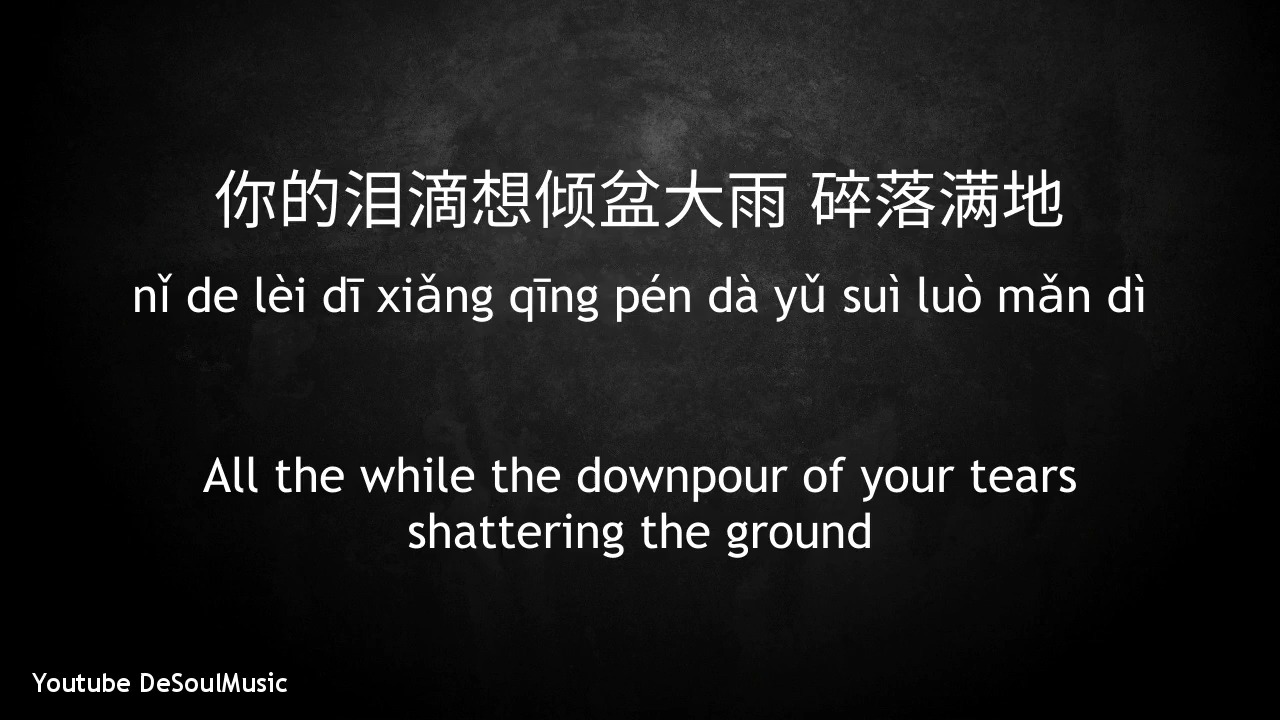 你的泪滴想倾盆大雨 碎落满地
nǐ de lèi dī xiǎng qīng pén dà yǔ suì luò mǎn dì
All the while the downpour of your tears
shattering the ground
Youtube DeSoulMusic